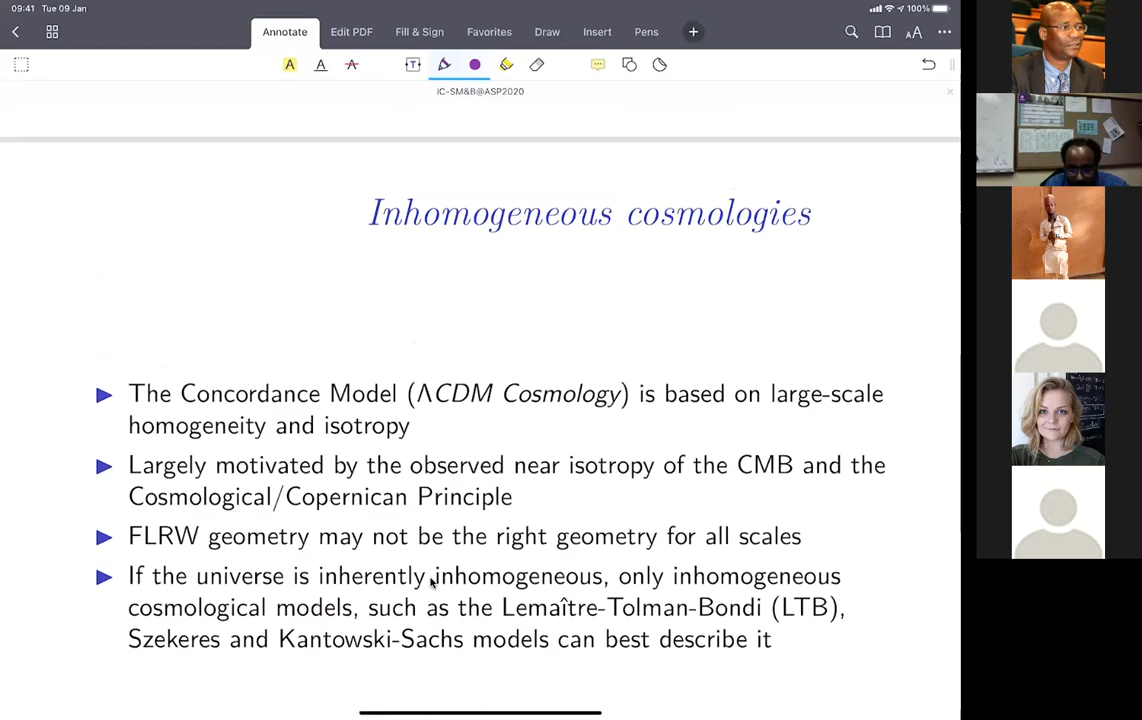 09:41 Tue 09 Jan
100%
Annotate Edit PDF Fill & Sign Favorites Draw Insert Pens
AA
A A A T
IC-SM&B@ASP2020
Inhomogeneous cosmologies
The Concordance Model (ΛCDM Cosmology) is based on large-scale
homogeneity and isotropy
Largely motivated by the observed near isotropy of the CMB and the
Cosmological/Copernican Principle
FLRW geometry may not be the right geometry for all scales
If the universe is inherently inhomogeneous, only inhomogeneous
cosmological models, such as the Lemaître-Tolman-Bondi (LTB),
Szekeres and Kantowski-Sachs models can best describe it